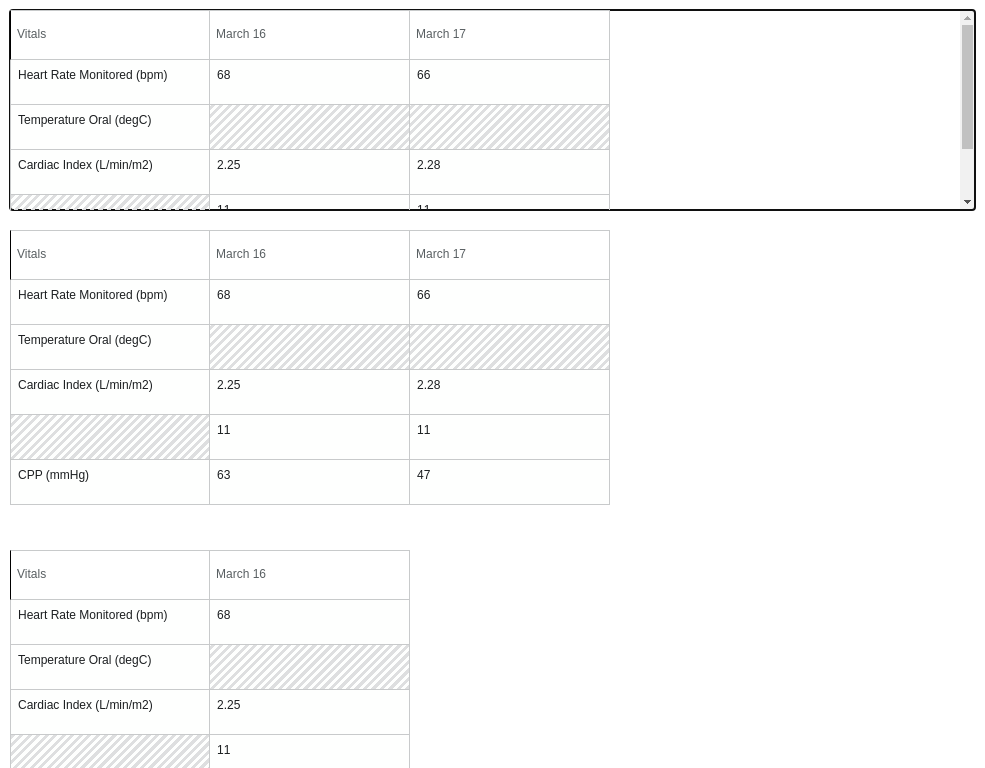 Vitals March 16 March 17
Heart Rate Monitored (bpm) 68 66
Temperature Oral (degC)
Cardiac Index (L/min/m2) 2.25 2.28
11 11
Vitals March 16 March 17
Heart Rate Monitored (bpm) 68 66
Temperature Oral (degC)
Cardiac Index (L/min/m2) 2.25 2.28
11 11
CPP (mmHg) 63 47
Vitals March 16
Heart Rate Monitored (bpm) 68
Temperature Oral (degC)
Cardiac Index (L/min/m2) 2.25
11